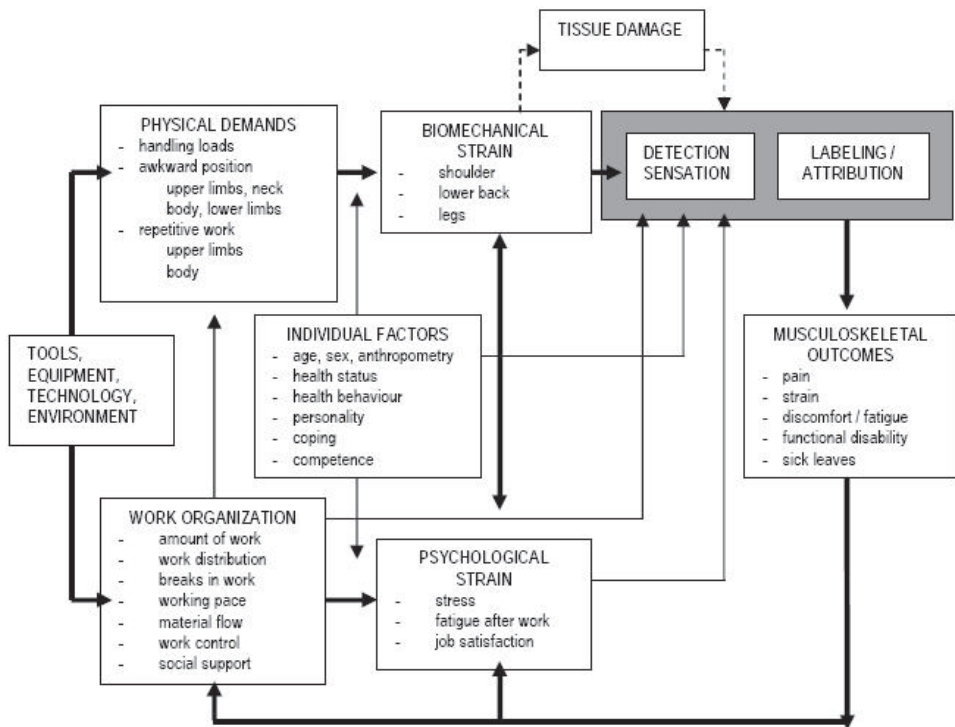 TISSUE DAMAGE
PHYSICAL DEMANDS
- handling loads
- awkward position
upper limbs, neck
body, lower limbs
- repetitive work
upper limbs
body
BIOMECHANICAL
STRAIN
- shoulder
- lower back
- legs
DETECTION
SENSATION
LABELING /
ATTRIBUTION
TOOLS,
EQUIPMENT,
TECHNOLOGY,
ENVIRONMENT
INDIVIDUAL FACTORS
- age, sex, anthropometry
- health status
- health behaviour
- personality
- coping
- competence
MUSCULOSKELETAL
OUTCOMES
- pain
- strain
- discomfort / fatigue
- functional disability
- sick leaves
WORK ORGANIZATION
- amount of work
- work distribution
- breaks in work
- working pace
- material flow
- work control
- social support
PSYCHOLOGICAL
STRAIN
- stress
- fatigue after work
- job satisfaction